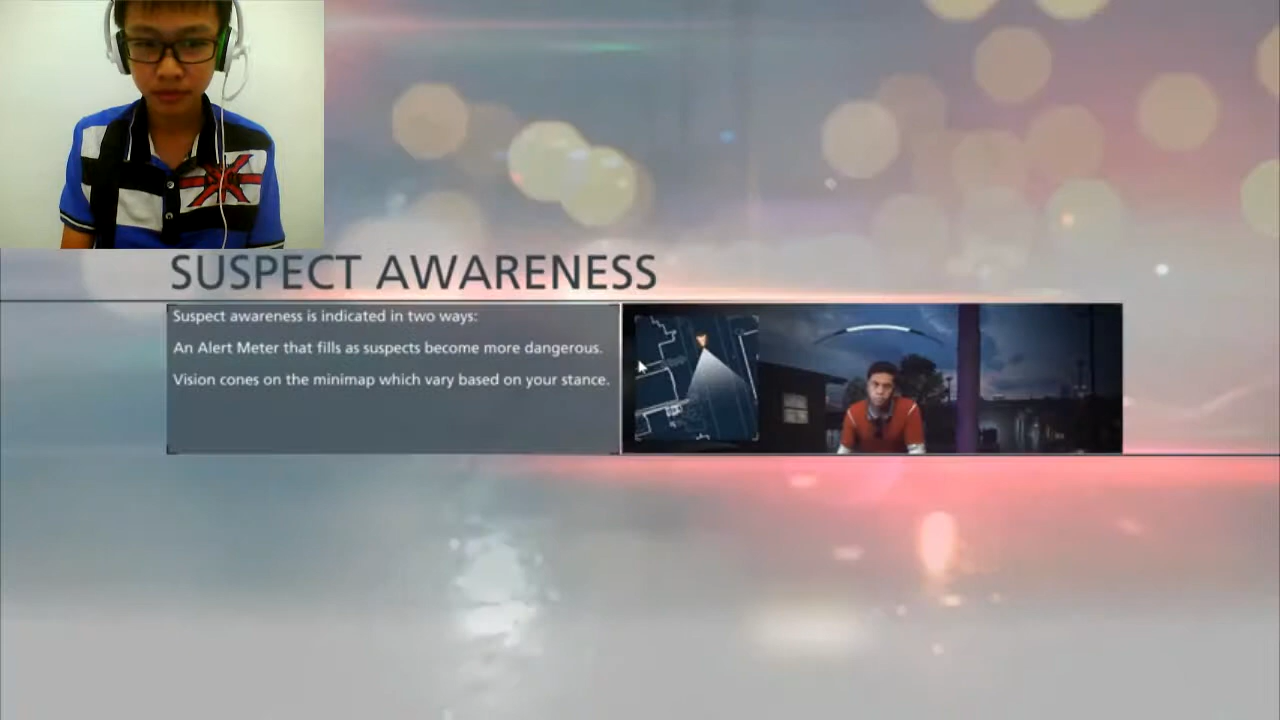 SUSPECT AWARENESS
Suspect awareness is indicated in two ways:
An Alert Meter that fills as suspects become more dangerous.
Vision cones on the minimap which vary based on your stance.